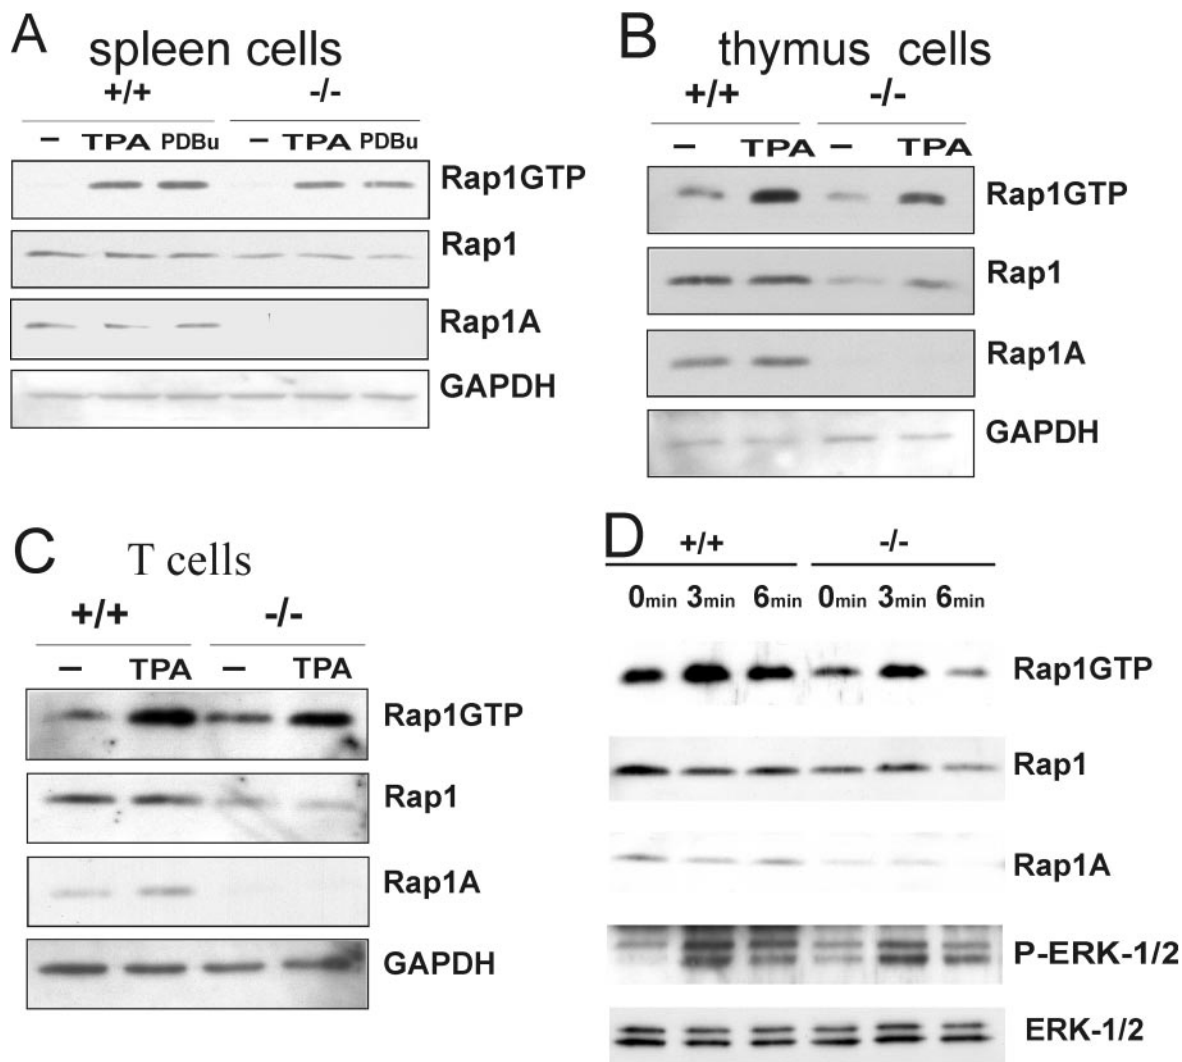 A spleen cells
+/+ -/-
– TPA PDBu – TPA PDBu
Rap1GTP
Rap1
Rap1A
GAPDH
B thymus cells
+/+ -/-
– TPA – TPA
Rap1GTP
Rap1
Rap1A
GAPDH
C T cells
+/+ -/-
– TPA – TPA
Rap1GTP
Rap1
Rap1A
GAPDH
D +/+ -/-
0min 3min 6min 0min 3min 6min
Rap1GTP
Rap1
Rap1A
P-ERK-1/2
ERK-1/2